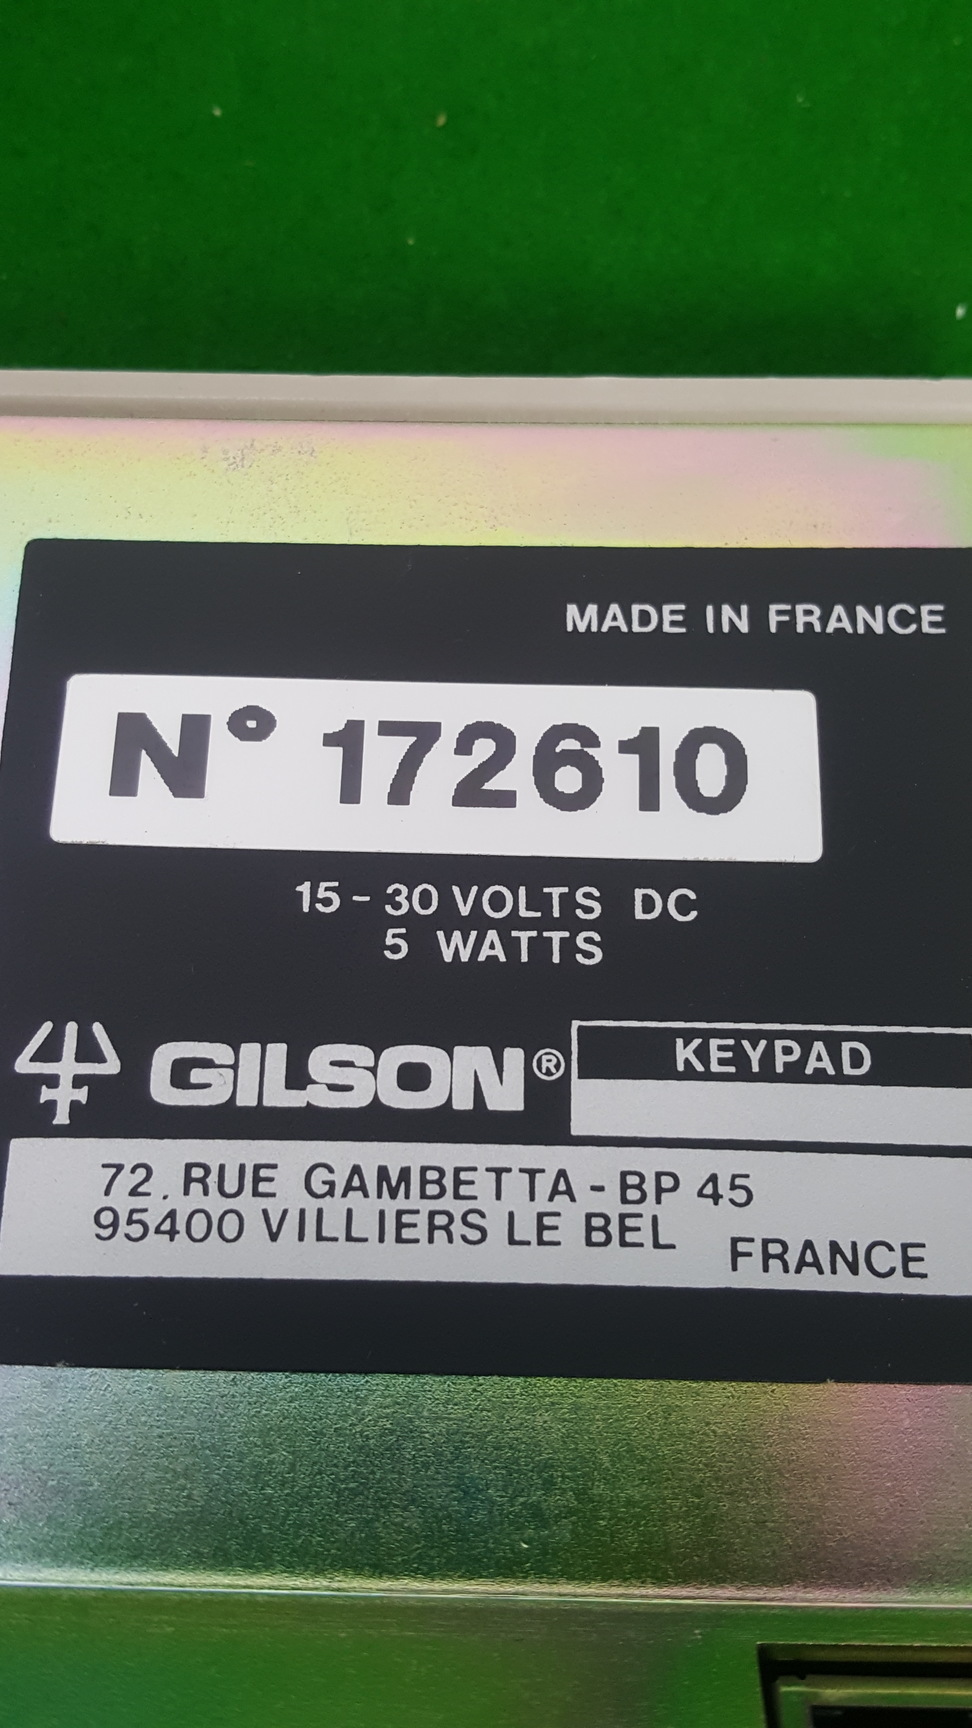 MADE IN FRANCE
N° 172610
15 - 30 VOLTS DC
5 WATTS
GILSON® KEYPAD
72, RUE GAMBETTA - BP 45
95400 VILLIERS LE BEL FRANCE